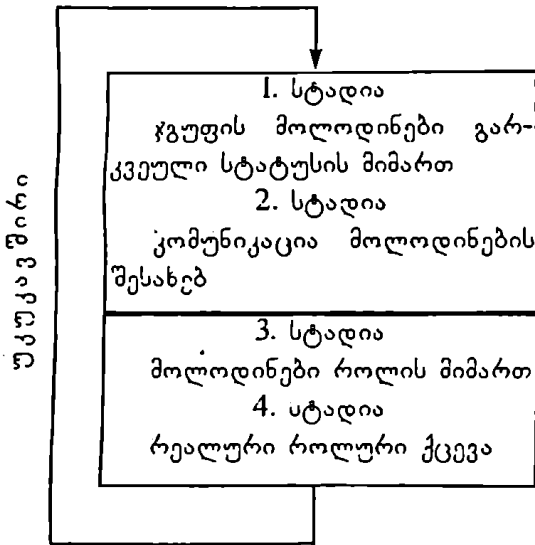 უკუკავშირი
1. სტადია
ჯგუფის მოლოდინები გარ-
კვეული სტატუსის მიმართ
2. სტადია
კომუნიკაცია მოლოდინების
შესახებ
3. სტადია
მოლოდინები როლის მიმართ
4. სტადია
რეალური როლური ქცევა